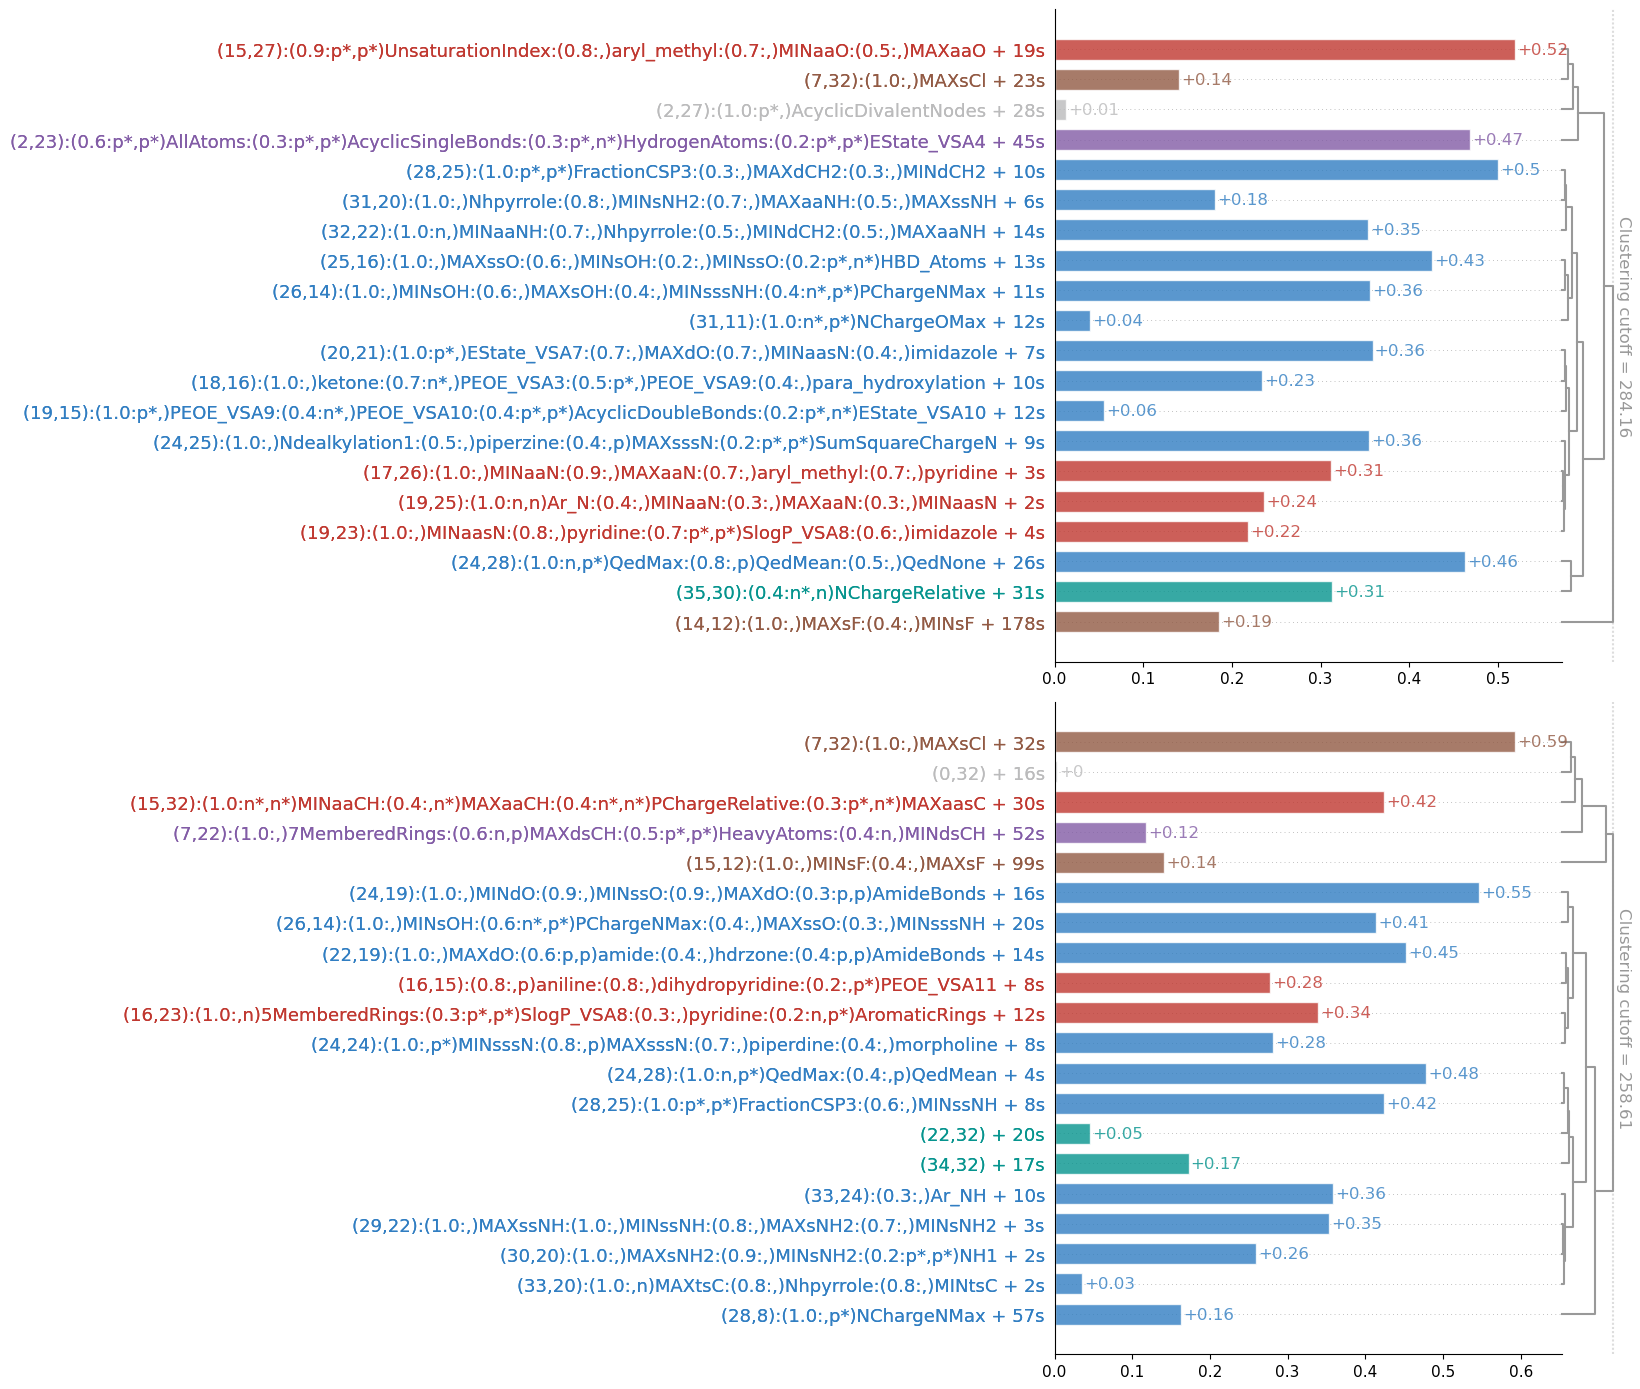 (15,27):(0.9:p*,p*)UnsaturationIndex:(0.8:,)aryl_methyl:(0.7:,)MINaaO:(0.5:,)MAXaaO + 19s +0.52
(7,32):(1.0:,)MAXsCl + 23s +0.14
(2,27):(1.0:p*,)AcyclicDivalentNodes + 28s +0.01
(2,23):(0.6:p*,p*)AllAtoms:(0.3:p*,p*)AcyclicSingleBonds:(0.3:p*,n*)HydrogenAtoms:(0.2:p*,p*)EState_VSA4 + 45s +0.47
(28,25):(1.0:p*,p*)FractionCSP3:(0.3:,)MAXdCH2:(0.3:,)MINdCH2 + 10s +0.5
(31,20):(1.0:,)Nhpyrrole:(0.8:,)MINsNH2:(0.7:,)MAXaaNH:(0.5:,)MAXssNH + 6s +0.18
(32,22):(1.0:n,)MINaaNH:(0.7:,)Nhpyrrole:(0.5:,)MINdCH2:(0.5:,)MAXaaNH + 14s +0.35
(25,16):(1.0:,)MAXssO:(0.6:,)MINsOH:(0.2:,)MINssO:(0.2:p*,n*)HBD_Atoms + 13s +0.43
(26,14):(1.0:,)MINsOH:(0.6:,)MAXsOH:(0.4:,)MINsssNH:(0.4:n*,p*)PChargeNMax + 11s +0.36
(31,11):(1.0:n*,p*)NChargeOMax + 12s +0.04
(20,21):(1.0:p*,)EState_VSA7:(0.7:,)MAXdO:(0.7:,)MINaasN:(0.4:,)imidazole + 7s +0.36
(18,16):(1.0:,)ketone:(0.7:n*,)PEOE_VSA3:(0.5:p*,)PEOE_VSA9:(0.4:,)para_hydroxylation + 10s +0.23
(19,15):(1.0:p*,)PEOE_VSA9:(0.4:n*,)PEOE_VSA10:(0.4:p*,p*)AcyclicDoubleBonds:(0.2:p*,n*)EState_VSA10 + 12s +0.06
(24,25):(1.0:,)Ndealkylation1:(0.5:,)piperzine:(0.4:,p)MAXsssN:(0.2:p*,p*)SumSquareChargeN + 9s +0.36
(17,26):(1.0:,)MINaaN:(0.9:,)MAXaaN:(0.7:,)aryl_methyl:(0.7:,)pyridine + 3s +0.31
(19,25):(1.0:n,n)Ar_N:(0.4:,)MINaaN:(0.3:,)MAXaaN:(0.3:,)MINaasN + 2s +0.24
(19,23):(1.0:,)MINaasN:(0.8:,)pyridine:(0.7:p*,p*)SlogP_VSA8:(0.6:,)imidazole + 4s +0.22
(24,28):(1.0:n,p*)QedMax:(0.8:,p)QedMean:(0.5:,)QedNone + 26s +0.46
(35,30):(0.4:n*,n)NChargeRelative + 31s +0.31
(14,12):(1.0:,)MAXsF:(0.4:,)MINsF + 178s +0.19
Clustering cutoff = 284.16
0.0 0.1 0.2 0.3 0.4 0.5
(7,32):(1.0:,)MAXsCl + 32s +0.59
(0,32) + 16s +0
(15,32):(1.0:n*,n*)MINaaCH:(0.4:,n*)MAXaaCH:(0.4:n*,n*)PChargeRelative:(0.3:p*,n*)MAXaasC + 30s +0.42
(7,22):(1.0:,)7MemberedRings:(0.6:n,p)MAXdsCH:(0.5:p*,p*)HeavyAtoms:(0.4:n,)MINdsCH + 52s +0.12
(15,12):(1.0:,)MINsF:(0.4:,)MAXsF + 99s +0.14
(24,19):(1.0:,)MINdO:(0.9:,)MINssO:(0.9:,)MAXdO:(0.3:p,p)AmideBonds + 16s +0.55
(26,14):(1.0:,)MINsOH:(0.6:n*,p*)PChargeNMax:(0.4:,)MAXssO:(0.3:,)MINsssNH + 20s +0.41
(22,19):(1.0:,)MAXdO:(0.6:p,p)amide:(0.4:,)hdrzone:(0.4:p,p)AmideBonds + 14s +0.45
(16,15):(0.8:,p)aniline:(0.8:,)dihydropyridine:(0.2:,p*)PEOE_VSA11 + 8s +0.28
(16,23):(1.0:,n)5MemberedRings:(0.3:p*,p*)SlogP_VSA8:(0.3:,)pyridine:(0.2:n,p*)AromaticRings + 12s +0.34
(24,24):(1.0:,p*)MINsssN:(0.8:,p)MAXsssN:(0.7:,)piperdine:(0.4:,)morpholine + 8s +0.28
(24,28):(1.0:n,p*)QedMax:(0.4:,p)QedMean + 4s +0.48
(28,25):(1.0:p*,p*)FractionCSP3:(0.6:,)MINssNH + 8s +0.42
(22,32) + 20s +0.05
(34,32) + 17s +0.17
(33,24):(0.3:,)Ar_NH + 10s +0.36
(29,22):(1.0:,)MAXssNH:(1.0:,)MINssNH:(0.8:,)MAXsNH2:(0.7:,)MINsNH2 + 3s +0.35
(30,20):(1.0:,)MAXsNH2:(0.9:,)MINsNH2:(0.2:p*,p*)NH1 + 2s +0.26
(33,20):(1.0:,n)MAXtsC:(0.8:,)Nhpyrrole:(0.8:,)MINtsC + 2s +0.03
(28,8):(1.0:,p*)NChargeNMax + 57s +0.16
Clustering cutoff = 258.61
0.0 0.1 0.2 0.3 0.4 0.5 0.6